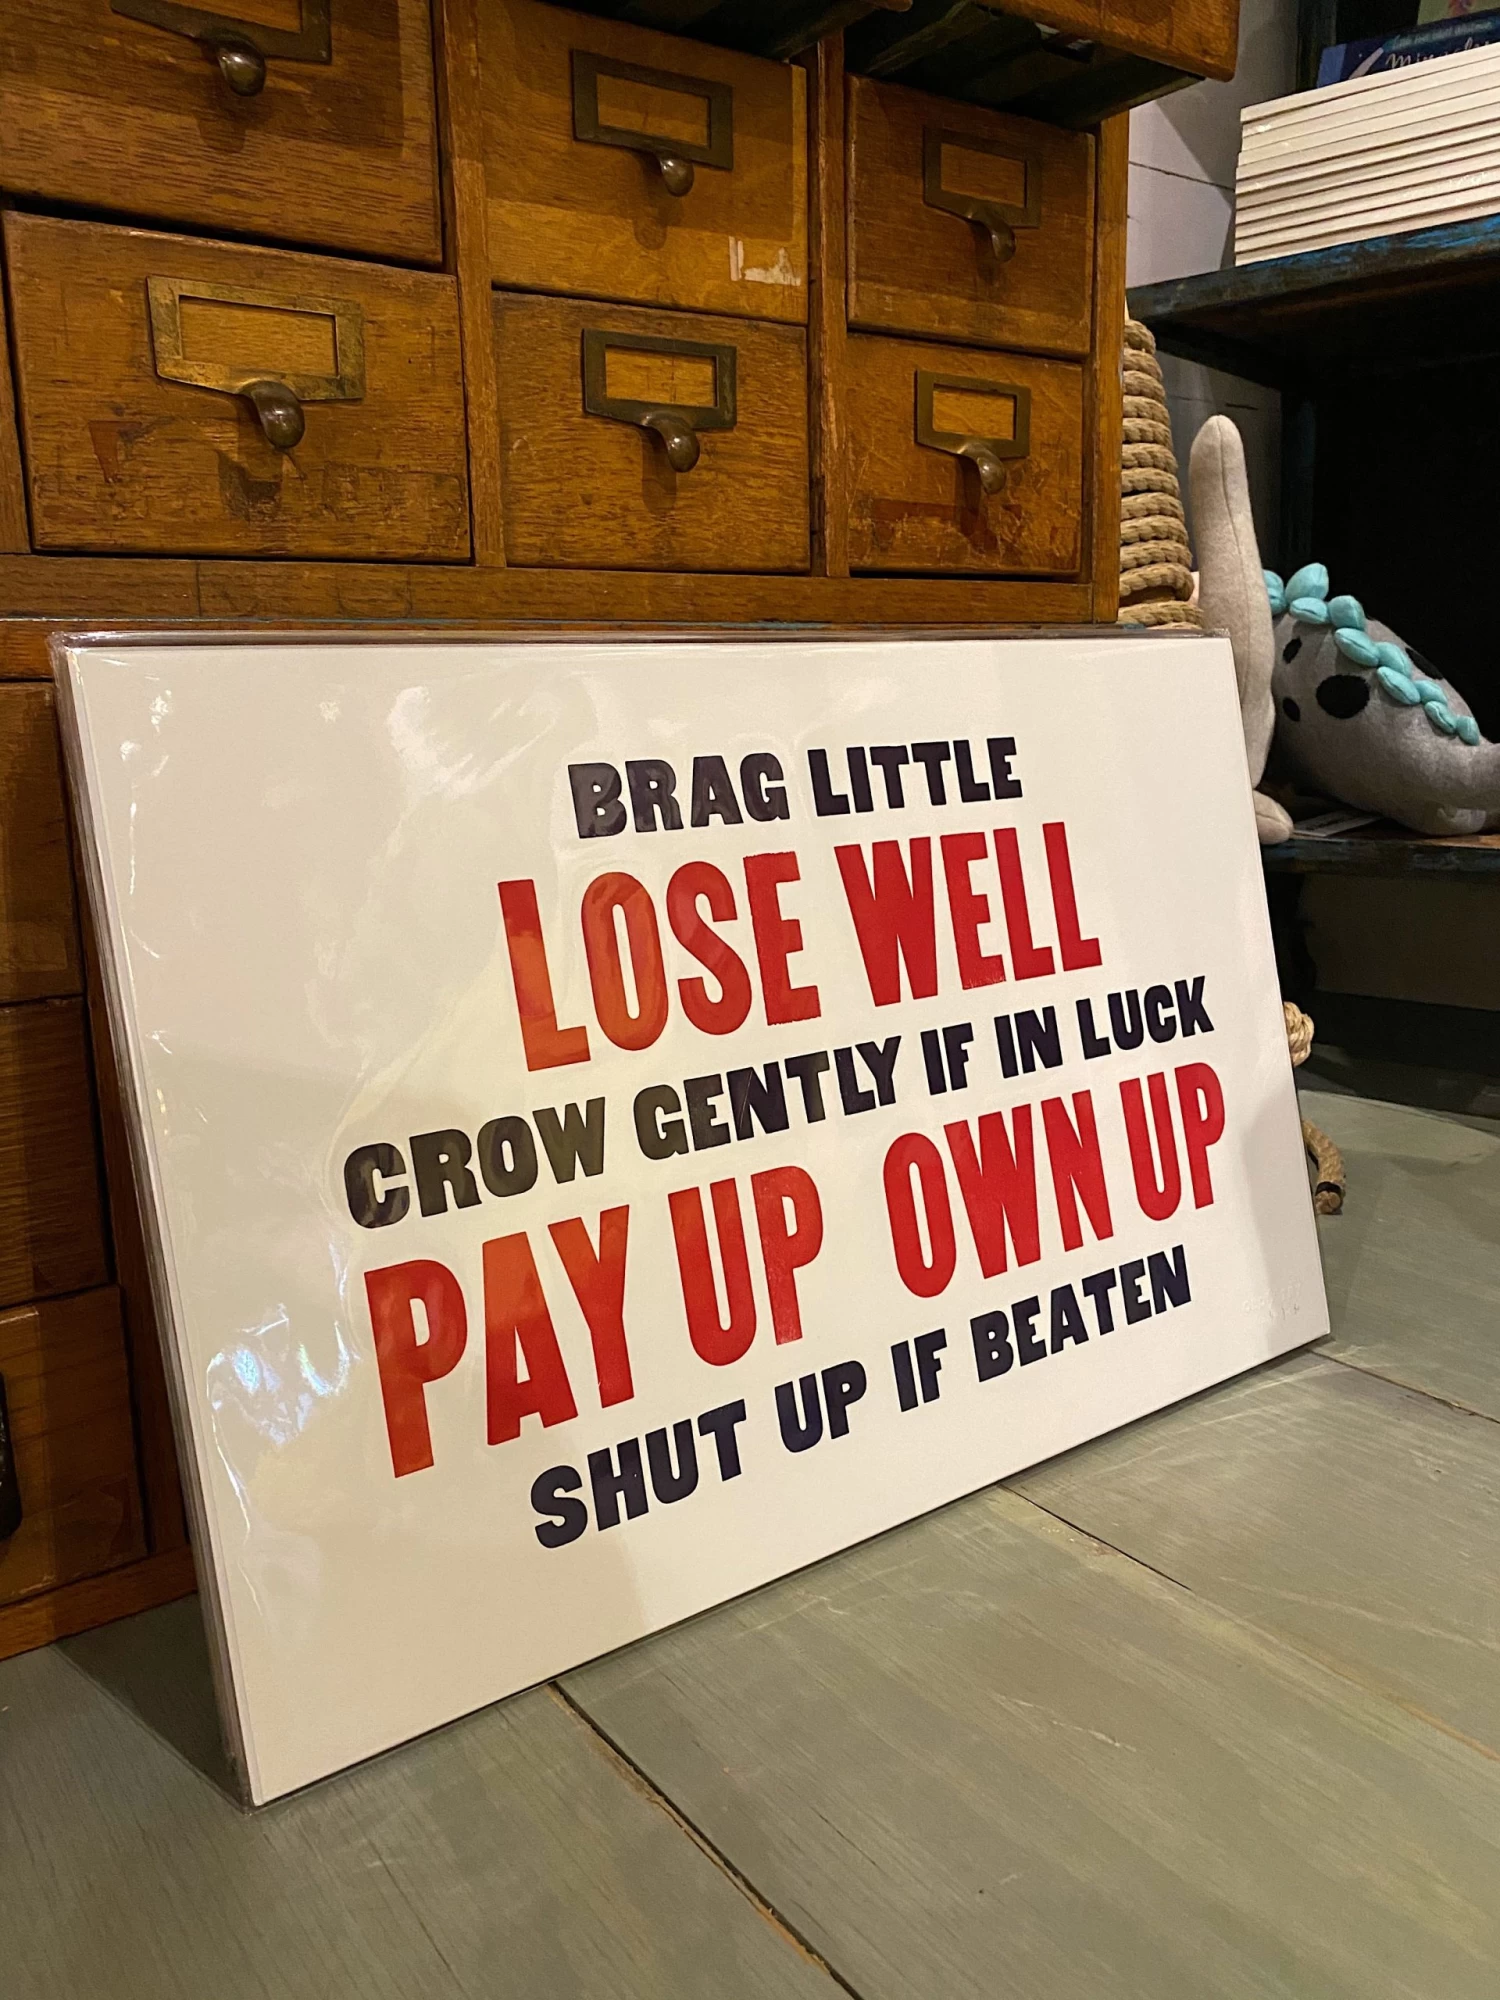 BRAG LITTLE
LOSE WELL
CROW GENTLY IF IN LUCK
PAY UP OWN UP
SHUT UP IF BEATEN